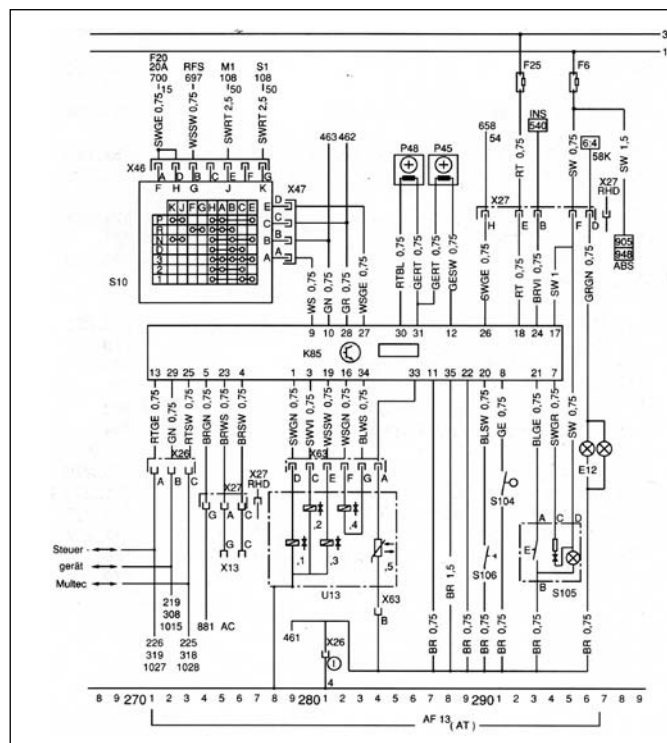 3
1
F20 RFS M1 S1 F25 F6
20A 697 108 108
700 50 50
15
SWGE 0,75
WSSW 0,75
SWRT 2,5
SWRT 2,5
463 462
P48 P45
658
54
INS
540
6:4
58K
RT 0,75
SW 0,75
SW 1,5
X46
A D B C E F G
F H G J K
X47
X27
X27
RHD
905
948
ABS
K J F G H A B C E
P
R
N
D
3
2
1
E D
C C
B B
A A
S10
H E B F D
WS 0,75
GN 0,75
GR 0,75
WSGE 0,75
RTBL 0,75
GERT 0,75
GERT 0,75
GESW 0,75
SWGE 0,75
RT 0,75
BRVI 0,75
SW 1
GRGN 0,75
9 10 28 27 30 31 12 26 18 24 17
K85
13 29 25 5 23 4 1 3 19 16 34 33 11 35 22 20 8 21 7
RTGE 0,75
GN 0,75
RTSW 0,75
BRGN 0,75
BRWS 0,75
BRSW 0,75
SWGN 0,75
SWVI 0,75
WSSW 0,75
WSGN 0,75
BLWS 0,75
BLSW 0,75
GE 0,75
BLGE 0,75
SWGR 0,75
SW 0,75
X26
A B C
X27
G A C
X27
RHD
X63
D C E F G A
E12
G C
X13
.2 .4
.1 .3 .5
S104
A C D
E
Steuer
gerät
Multec
U13
S106
S105
B
X63
B
219
308
1015
881 AC
461
X26
226 225
319 318
1027 1028
BR 0,75
BR 1,5
BR 0,75
BR 0,75
BR 0,75
BR 0,75
BR 0,75
4
8 9 270 1 2 3 4 5 6 7 8 9 280 1 2 3 4 5 6 7 8 9 290 1 2 3 4 5 6 7 8 9
AF 13 (AT)